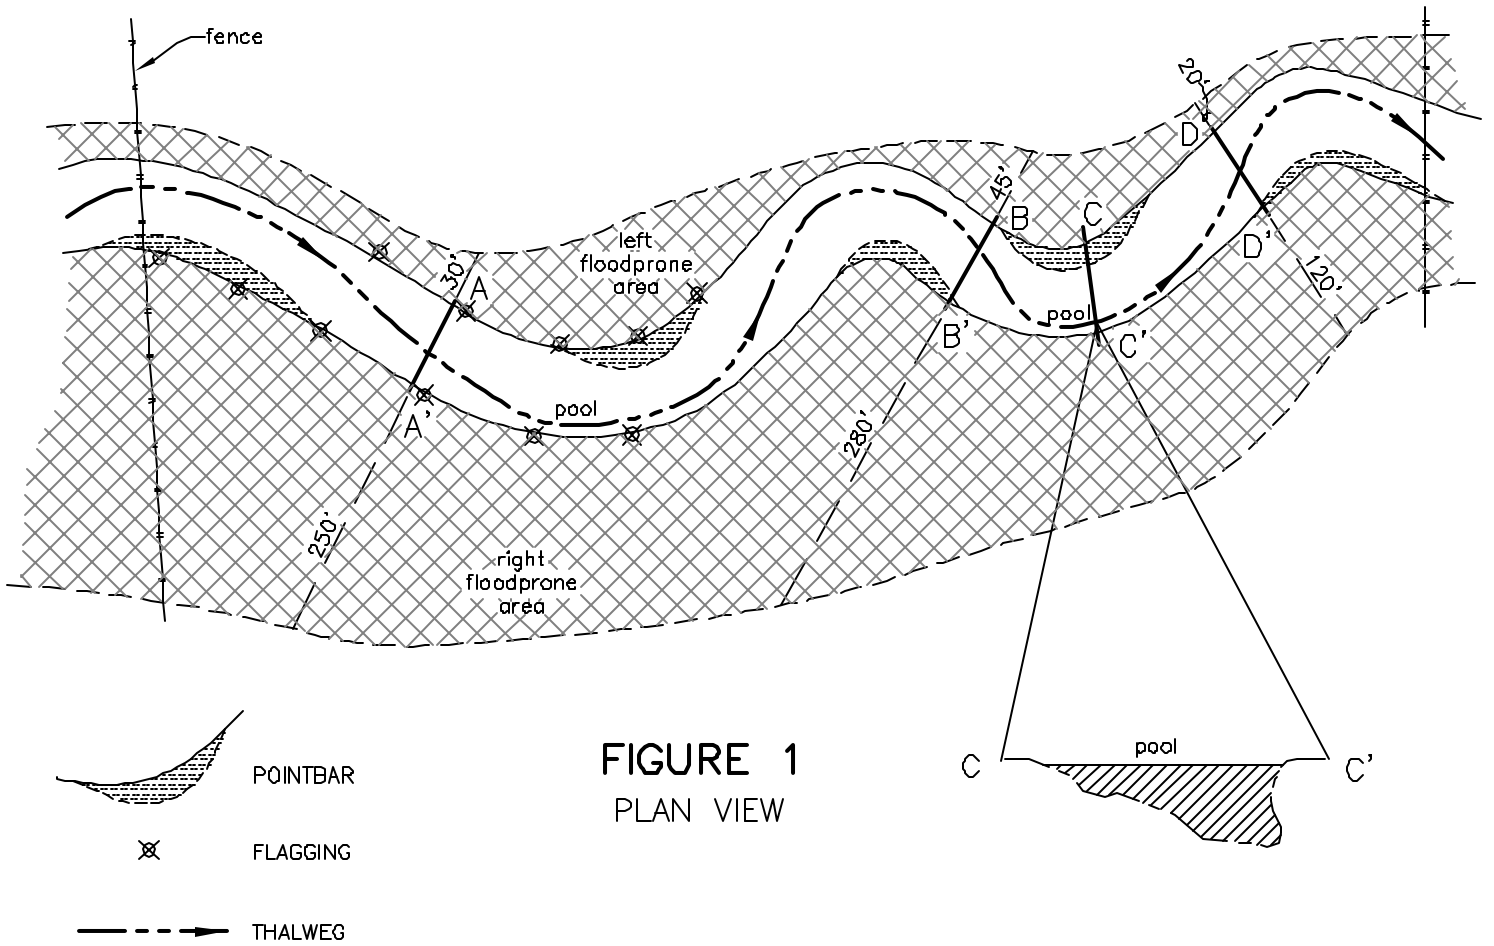 fence
20'
D
45'
B
C
left
floodprone
area
D'
30'
A
120'
pool
B'
C'
pool
A'
280'
250'
right
floodprone
area
FIGURE 1
PLAN VIEW
pool
C
C'
POINTBAR
FLAGGING
THALWEG